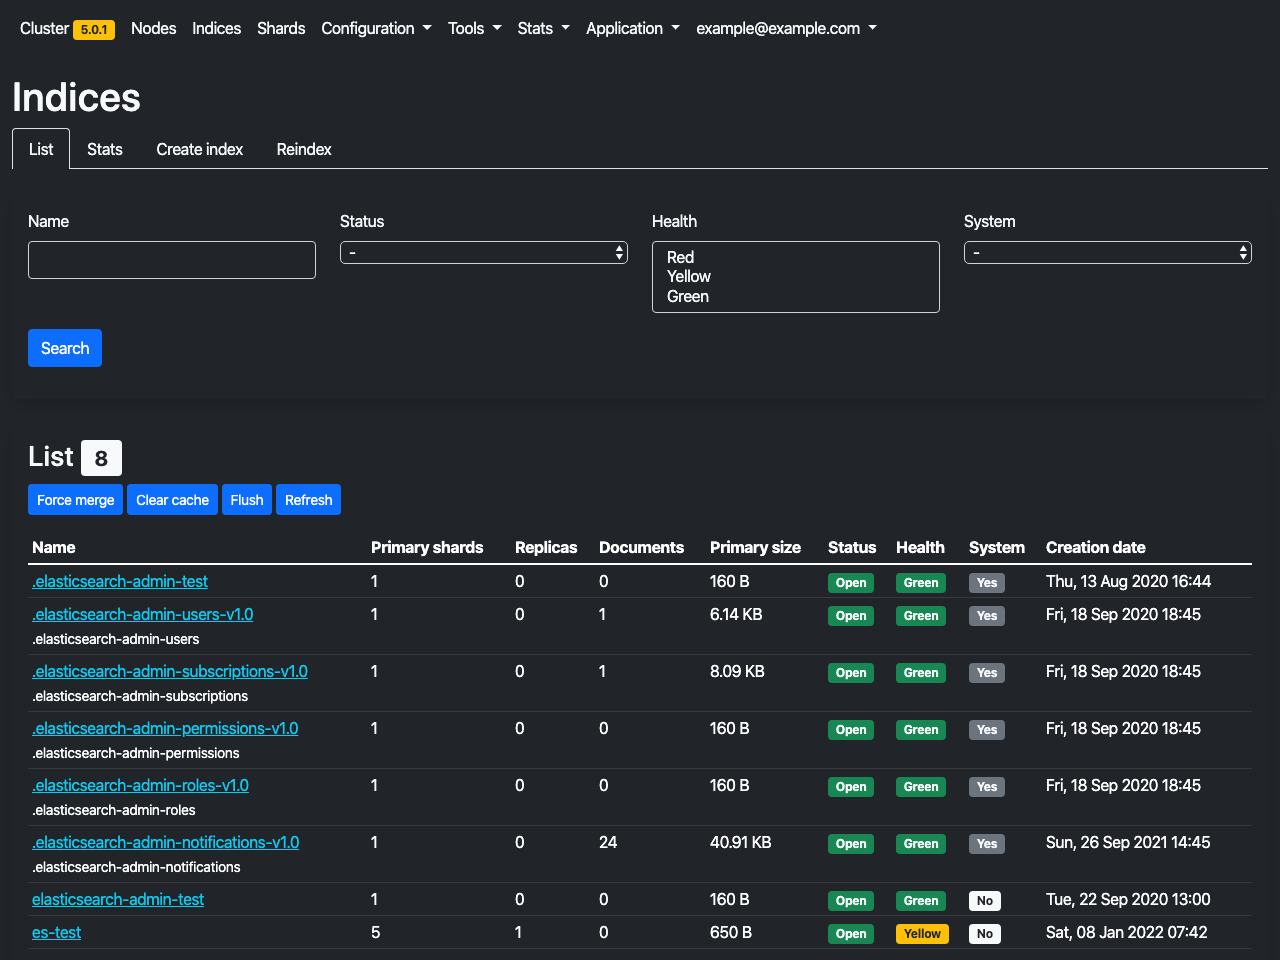 Cluster 5.0.1 Nodes Indices Shards Configuration Tools Stats Application example@example.com
Indices
List Stats Create index Reindex
Name Status Health System
- Red -
Yellow
Green
Search
List 8
Force merge Clear cache Flush Refresh
Name Primary shards Replicas Documents Primary size Status Health System Creation date
.elasticsearch-admin-test 1 0 0 160 B Open Green Yes Thu, 13 Aug 2020 16:44
.elasticsearch-admin-users-v1.0 1 0 1 6.14 KB Open Green Yes Fri, 18 Sep 2020 18:45
.elasticsearch-admin-users
.elasticsearch-admin-subscriptions-v1.0 1 0 1 8.09 KB Open Green Yes Fri, 18 Sep 2020 18:45
.elasticsearch-admin-subscriptions
.elasticsearch-admin-permissions-v1.0 1 0 0 160 B Open Green Yes Fri, 18 Sep 2020 18:45
.elasticsearch-admin-permissions
.elasticsearch-admin-roles-v1.0 1 0 0 160 B Open Green Yes Fri, 18 Sep 2020 18:45
.elasticsearch-admin-roles
.elasticsearch-admin-notifications-v1.0 1 0 24 40.91 KB Open Green Yes Sun, 26 Sep 2021 14:45
.elasticsearch-admin-notifications
elasticsearch-admin-test 1 0 0 160 B Open Green No Tue, 22 Sep 2020 13:00
es-test 5 1 0 650 B Open Yellow No Sat, 08 Jan 2022 07:42